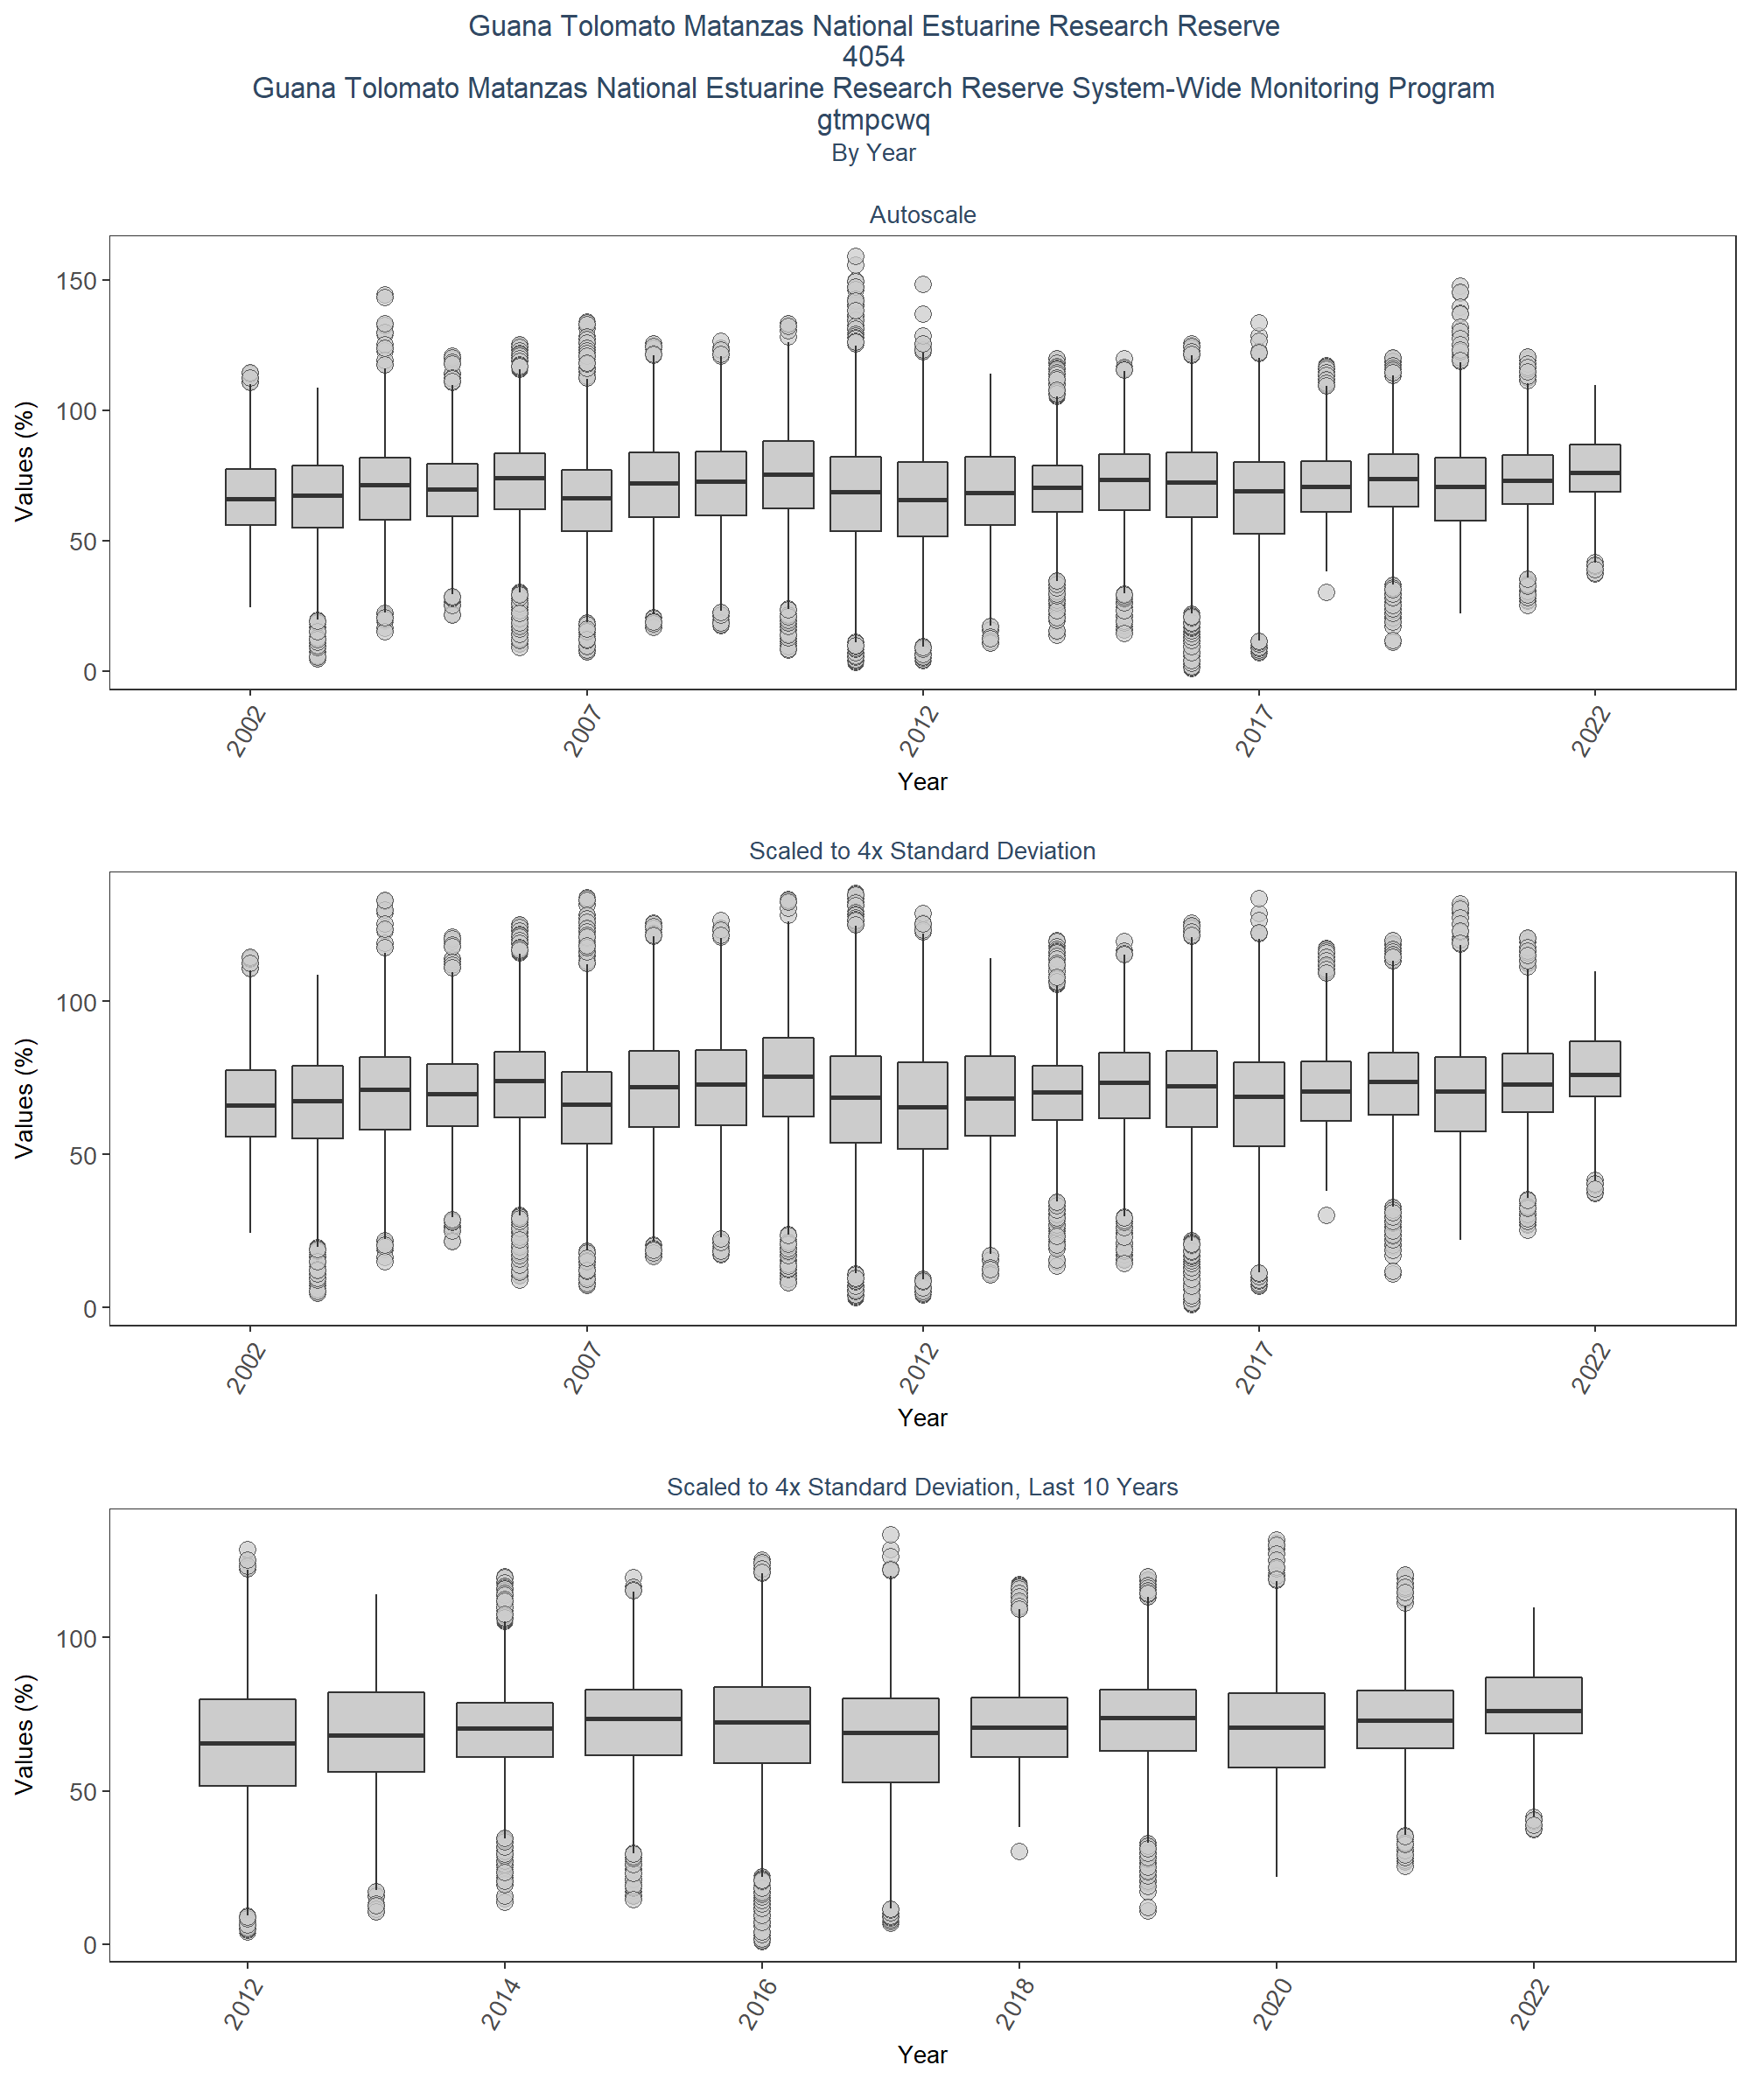 Guana Tolomato Matanzas National Estuarine Research Reserve
4054
Guana Tolomato Matanzas National Estuarine Research Reserve System-Wide Monitoring Program
gtmpcwq
By Year
Autoscale
Values (%)
150
100
50
0
2002
2007
2012
2017
2022
Year
Scaled to 4x Standard Deviation
Values (%)
100
50
0
2002
2007
2012
2017
2022
Year
Scaled to 4x Standard Deviation, Last 10 Years
Values (%)
100
50
0
2012
2014
2016
2018
2020
2022
Year